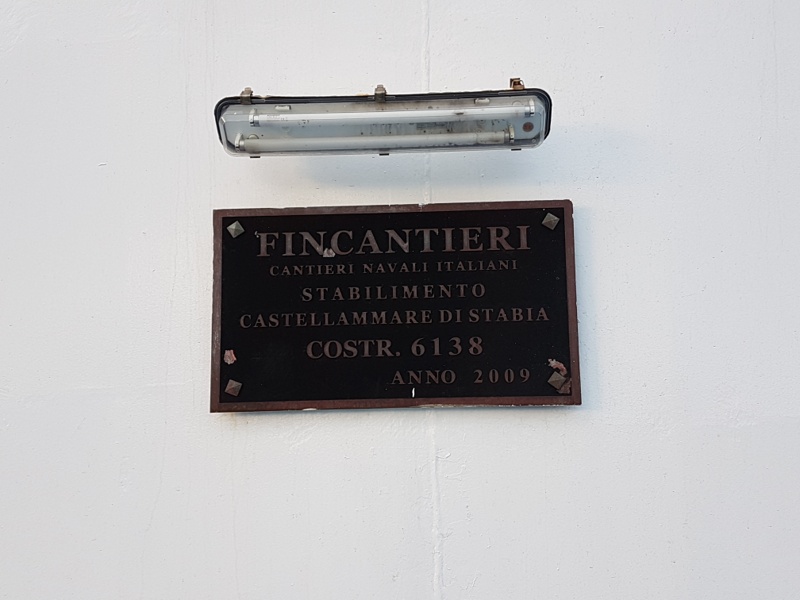 FINCANTIERI
CANTIERI NAVALI ITALIANI
STABILIMENTO
CASTELLAMMARE DI STABIA
COSTR. 6138
ANNO 2009